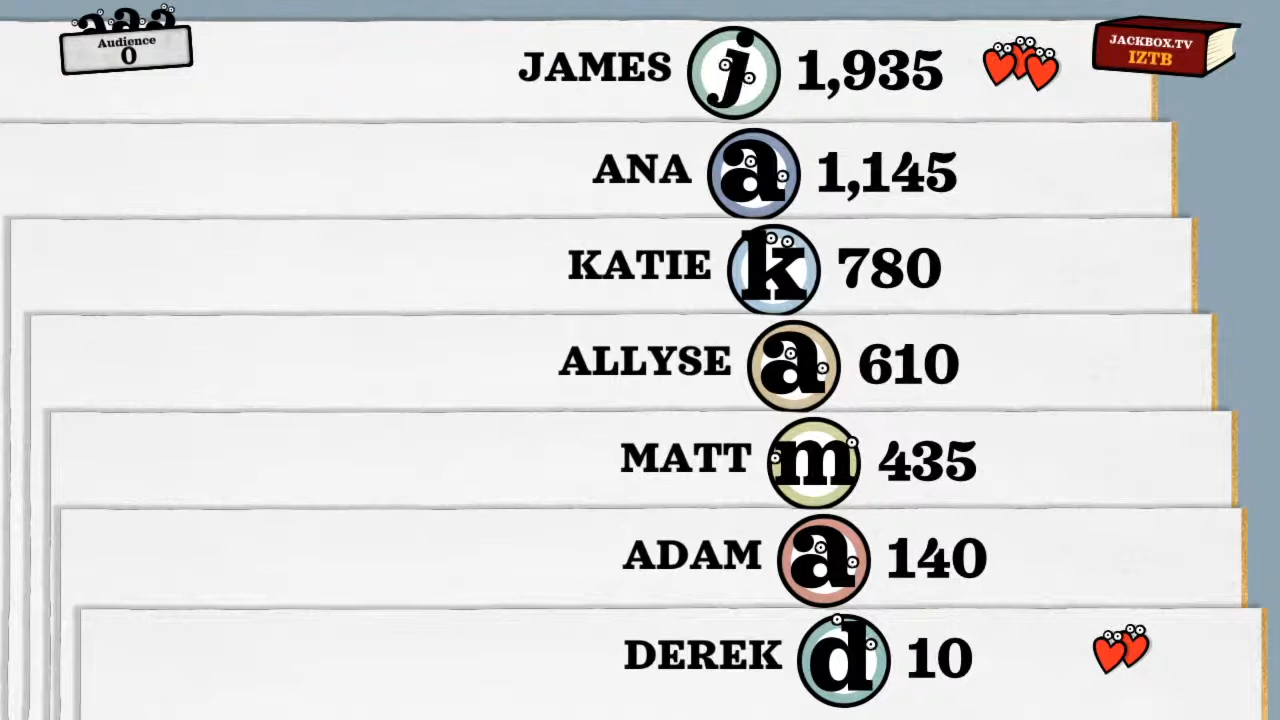 Audience
0
JACKBOX.TV
IZTB
JAMES j 1,935
ANA a 1,145
KATIE k 780
ALLYSE a 610
MATT m 435
ADAM a 140
DEREK d 10